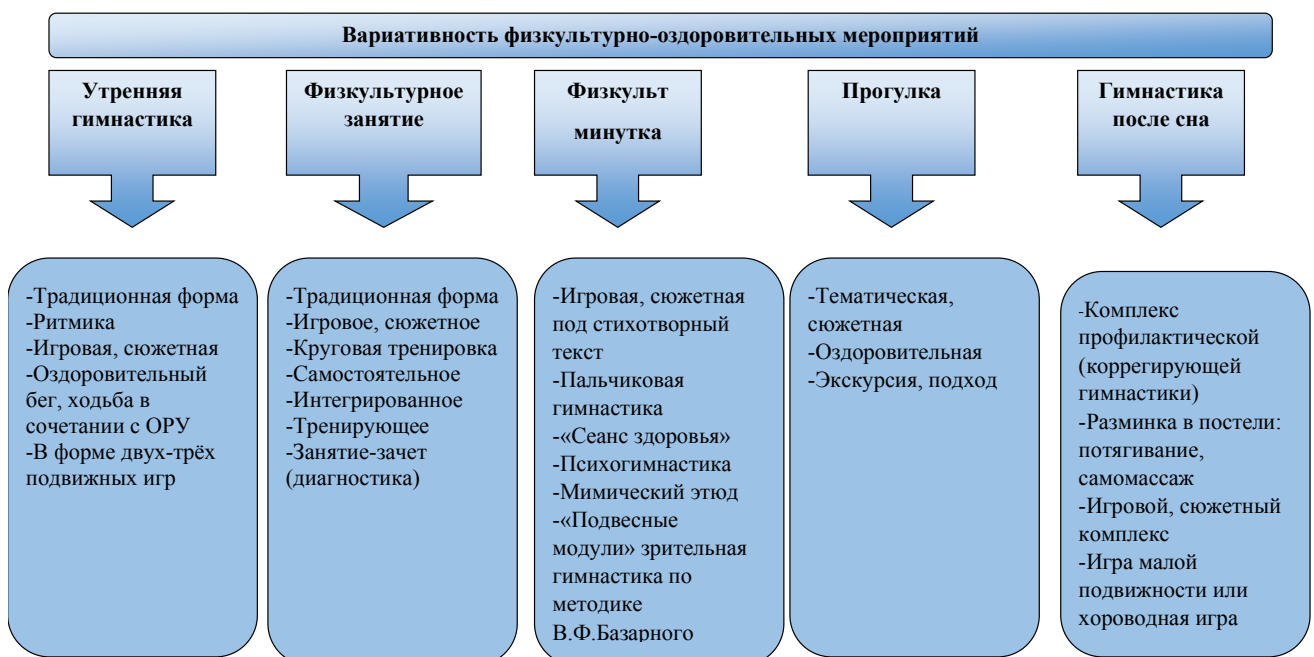 Вариативность физкультурно-оздоровительных мероприятий
Утренняя
гимнастика
Физкультурное
занятие
Физкульт
минутка
Прогулка
Гимнастика
после сна
-Традиционная форма
-Ритмика
-Игровая, сюжетная
-Оздоровительный
бег, ходьба в
сочетании с ОРУ
-В форме двух-трёх
подвижных игр
-Традиционная форма
-Игровое, сюжетное
-Круговая тренировка
-Самостоятельное
-Интегрированное
-Тренирующее
-Занятие-зачет
(диагностика)
-Игровая, сюжетная
под стихотворный
текст
-Пальчиковая
гимнастика
-«Сеанс здоровья»
-Психогимнастика
-Мимический этюд
-«Подвесные
модули» зрительная
гимнастика по
методике
В.Ф.Базарного
-Тематическая,
сюжетная
-Оздоровительная
-Экскурсия, подход
-Комплекс
профилактической
(коррегирующей
гимнастики)
-Разминка в постели:
потягивание,
самомассаж
-Игровой, сюжетный
комплекс
-Игра малой
подвижности или
хороводная игра